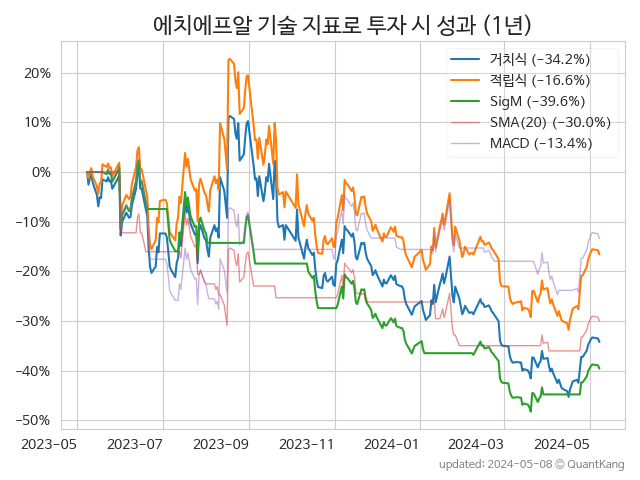 에치에프알 기술 지표로 투자 시 성과 (1년)
거치식 (−34.2%)
적립식 (−16.6%)
SigM (−39.6%)
SMA(20) (−30.0%)
MACD (−13.4%)
20%
10%
0%
−10%
−20%
−30%
−40%
−50%
2023−05 2023−07 2023−09 2023−11 2024−01 2024−03 2024−05
updated: 2024−05−08 © QuantKang